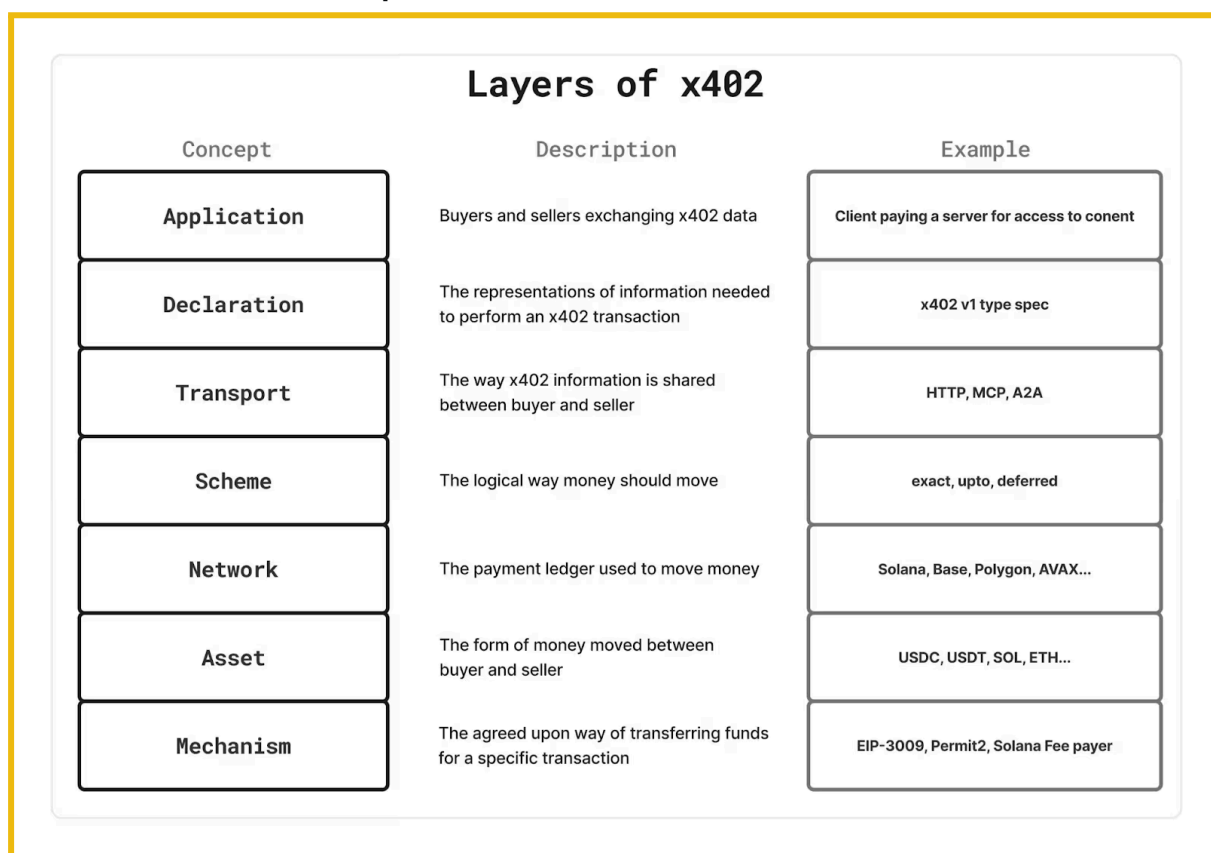 Layers of x402
Concept
Description
Example
Application
Buyers and sellers exchanging x402 data
Client paying a server for access to conent
Declaration
The representations of information needed
to perform an x402 transaction
x402 v1 type spec
Transport
The way x402 information is shared
between buyer and seller
HTTP, MCP, A2A
Scheme
The logical way money should move
exact, upto, deferred
Network
The payment ledger used to move money
Solana, Base, Polygon, AVAX...
Asset
The form of money moved between
buyer and seller
USDC, USDT, SOL, ETH...
Mechanism
The agreed upon way of transferring funds
for a specific transaction
EIP-3009, Permit2, Solana Fee payer